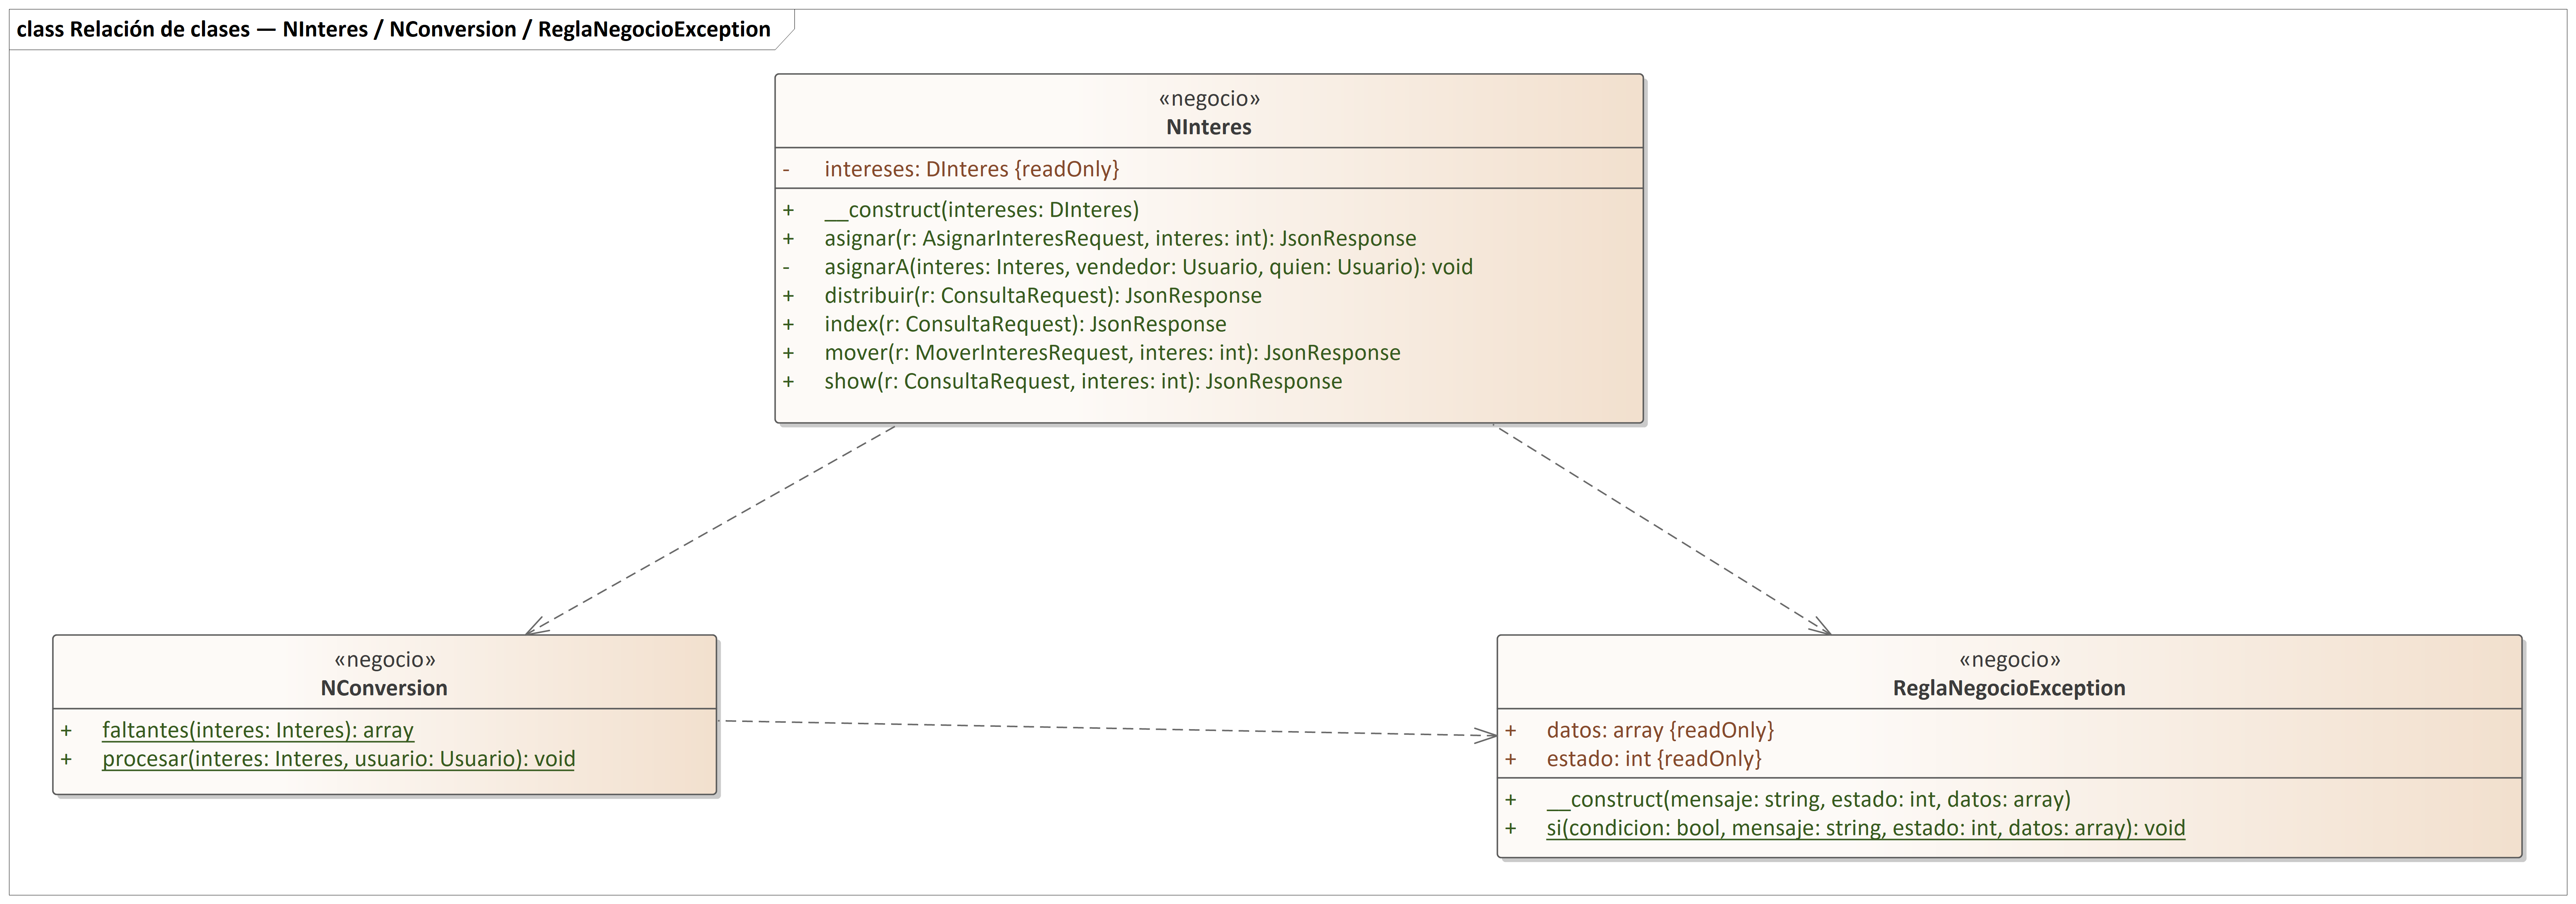 class Relación de clases — NInteres / NConversion / ReglaNegocioException
«negocio»
NInteres
- intereses: DInteres {readOnly}
+ __construct(intereses: DInteres)
+ asignar(r: AsignarInteresRequest, interes: int): JsonResponse
- asignarA(interes: Interes, vendedor: Usuario, quien: Usuario): void
+ distribuir(r: ConsultaRequest): JsonResponse
+ index(r: ConsultaRequest): JsonResponse
+ mover(r: MoverInteresRequest, interes: int): JsonResponse
+ show(r: ConsultaRequest, interes: int): JsonResponse
«negocio»
NConversion
+ faltantes(interes: Interes): array
+ procesar(interes: Interes, usuario: Usuario): void
«negocio»
ReglaNegocioException
+ datos: array {readOnly}
+ estado: int {readOnly}
+ __construct(mensaje: string, estado: int, datos: array)
+ si(condicion: bool, mensaje: string, estado: int, datos: array): void